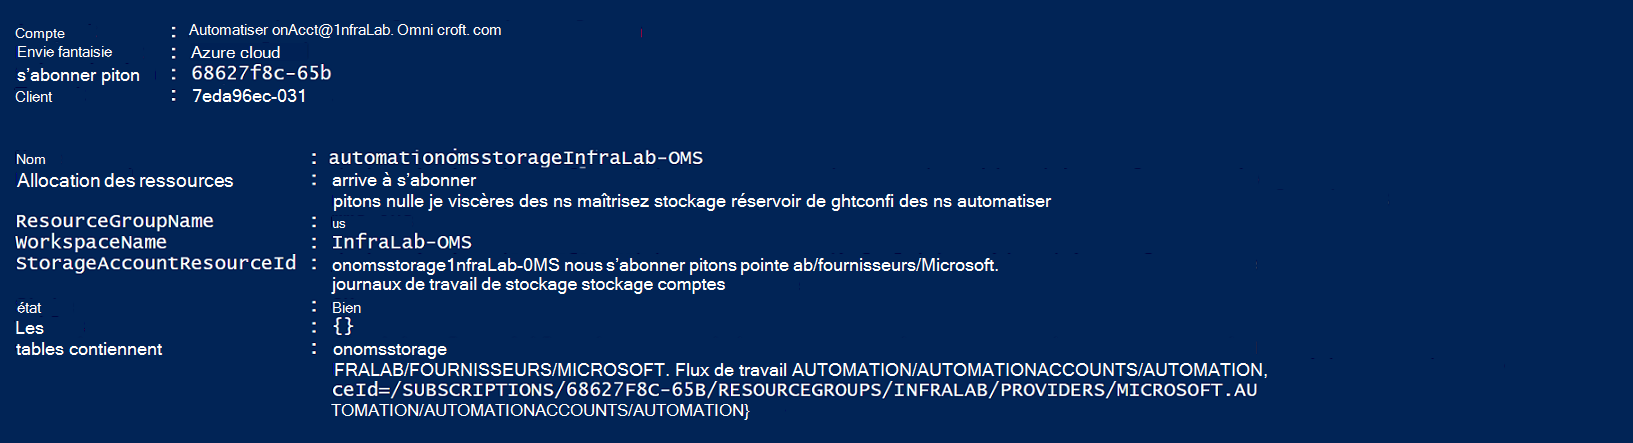 Compte : Automatiser onAcct@1nfraLab. Omni croft. com
Envie fantaisie : Azure cloud
s'abonner piton : 68627f8c-65b
Client : 7eda96ec-031
Nom : automationomsstorageInfraLab-OMS
Allocation des ressources : arrive à s'abonner
pitons nulle je viscères des ns maîtrisez stockage réservoir de ghtconfi des ns automatiser
ResourceGroupName : us
WorkspaceName : InfraLab-OMS
StorageAccountResourceId : onomsstorage1nfraLab-0MS nous s'abonner pitons pointe ab/fournisseurs/Microsoft.
journaux de travail de stockage stockage comptes
état : Bien
Les : {}
tables contiennent : onomsstorage
FRALAB/FOURNISSEURS/MICROSOFT. Flux de travail AUTOMATION/AUTOMATIONACCOUNTS/AUTOMATION,
ceId=/SUBSCRIPTIONS/68627F8C-65B/RESOURCEGROUPS/INFRALAB/PROVIDERS/MICROSOFT.AU
TOMATION/AUTOMATIONACCOUNTS/AUTOMATION}